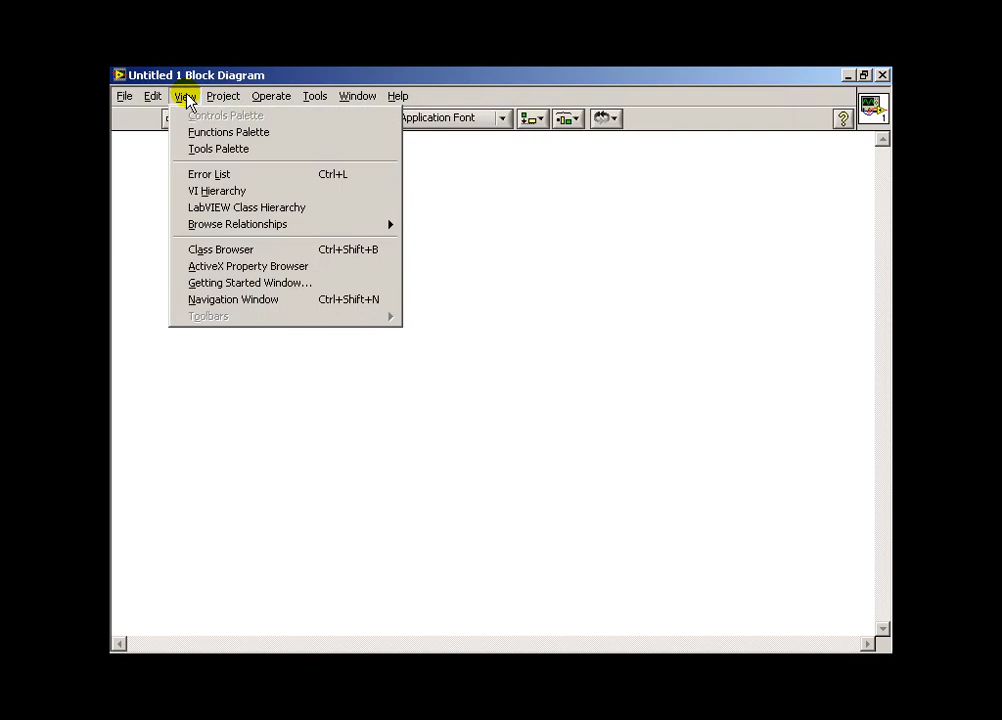 Untitled 1 Block Diagram
File Edit View Project Operate Tools Window Help
Application Font
1
Controls Palette
Functions Palette
Tools Palette
Error List Ctrl+L
VI Hierarchy
LabVIEW Class Hierarchy
Browse Relationships
Class Browser Ctrl+Shift+B
ActiveX Property Browser
Getting Started Window...
Navigation Window Ctrl+Shift+N
Toolbars